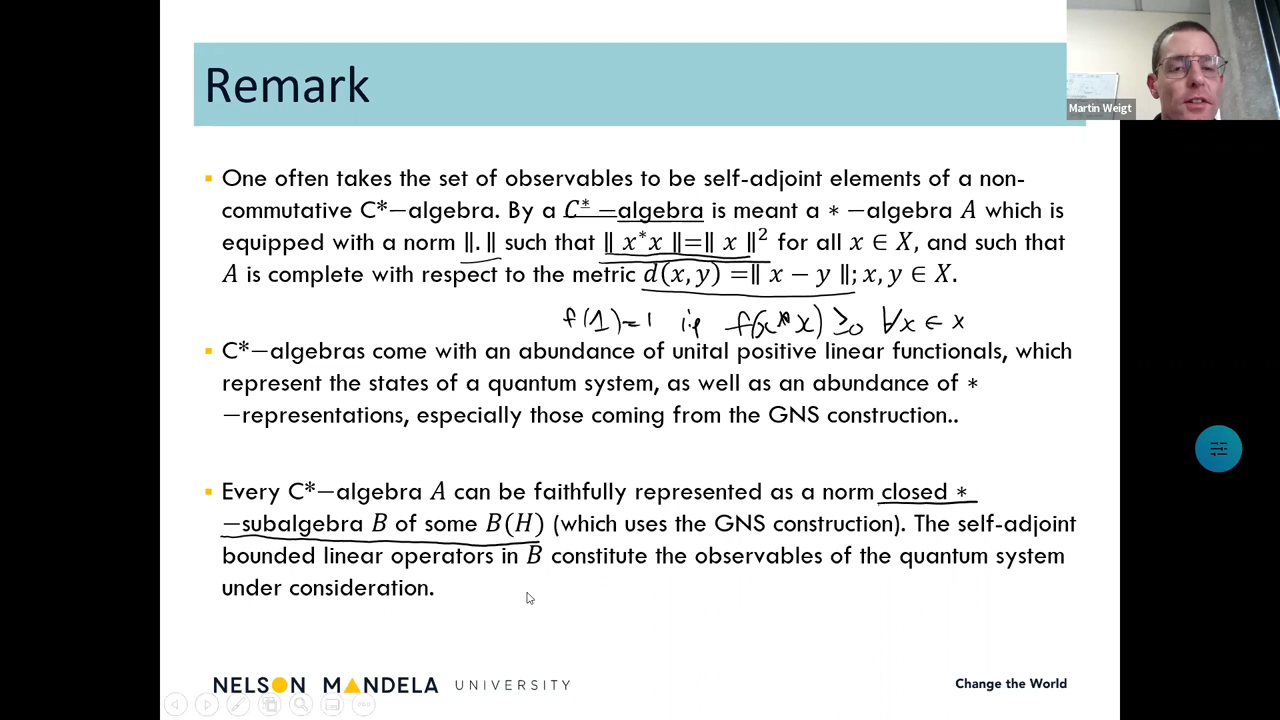 Remark
Martin Weigt
▪ One often takes the set of observables to be self-adjoint elements of a non-
commutative C*−algebra. By a C* −algebra is meant a ∗ −algebra A which is
equipped with a norm ‖.‖ such that ‖ x*x ‖=‖ x ‖² for all x ∈ X, and such that
A is complete with respect to the metric d(x, y) =‖ x − y ‖; x, y ∈ X.
f(1)=1 ie f(x*x) ≥0 ∀x ∈ x
▪ C*−algebras come with an abundance of unital positive linear functionals, which
represent the states of a quantum system, as well as an abundance of ∗
−representations, especially those coming from the GNS construction..
▪ Every C*−algebra A can be faithfully represented as a norm closed ∗
−subalgebra B of some B(H) (which uses the GNS construction). The self-adjoint
bounded linear operators in B constitute the observables of the quantum system
under consideration.
NELSON MANDELA UNIVERSITY
Change the World